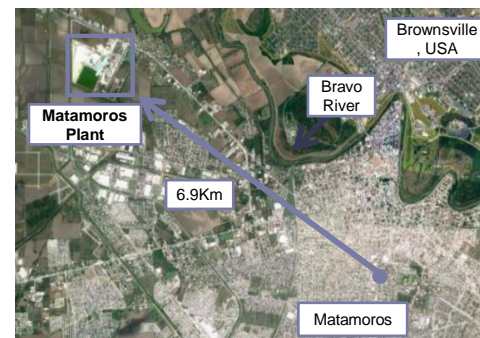 Brownsville
, USA
Bravo
River
Matamoros
Plant
6.9Km
Matamoros